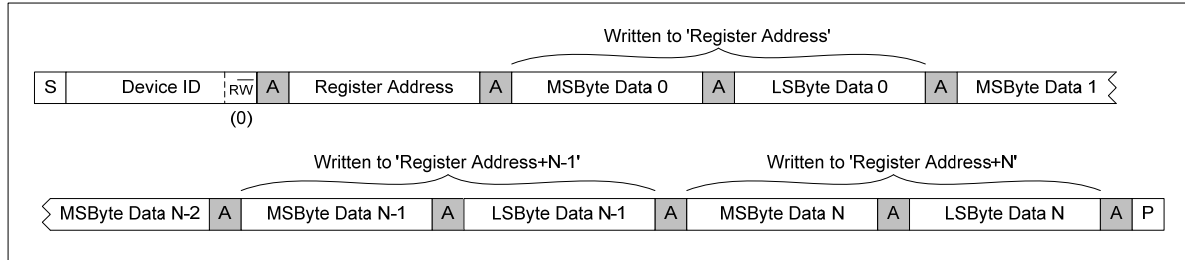 Written to 'Register Address'
S Device ID RW A Register Address A MSByte Data 0 A LSByte Data 0 A MSByte Data 1
(0)
Written to 'Register Address+N-1' Written to 'Register Address+N'
MSByte Data N-2 A MSByte Data N-1 A LSByte Data N-1 A MSByte Data N A LSByte Data N A P